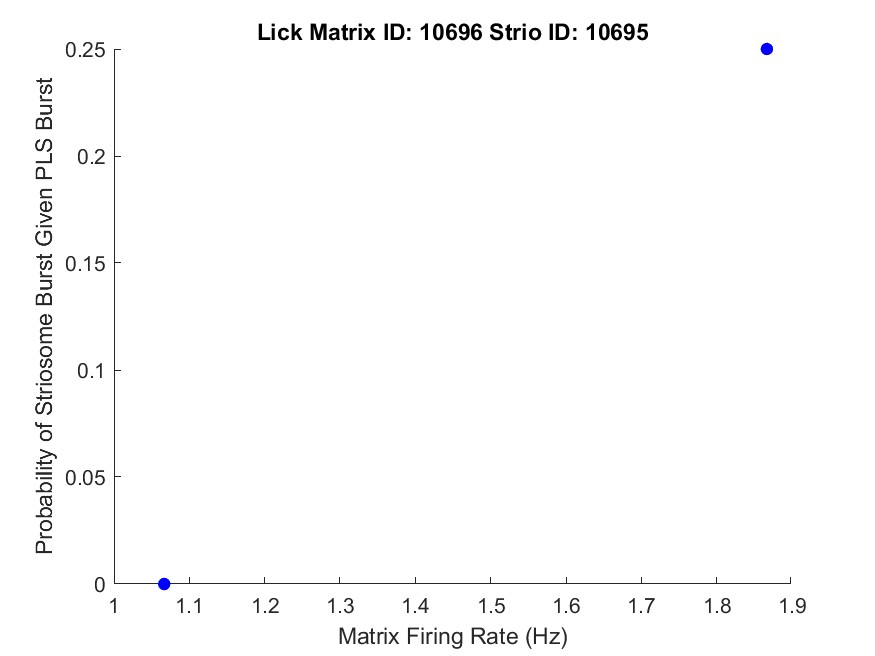 Lick Matrix ID: 10696 Strio ID: 10695
Probability of Striosome Burst Given PLS Burst
0.25
0.2
0.15
0.1
0.05
0
1 1.1 1.2 1.3 1.4 1.5 1.6 1.7 1.8 1.9
Matrix Firing Rate (Hz)